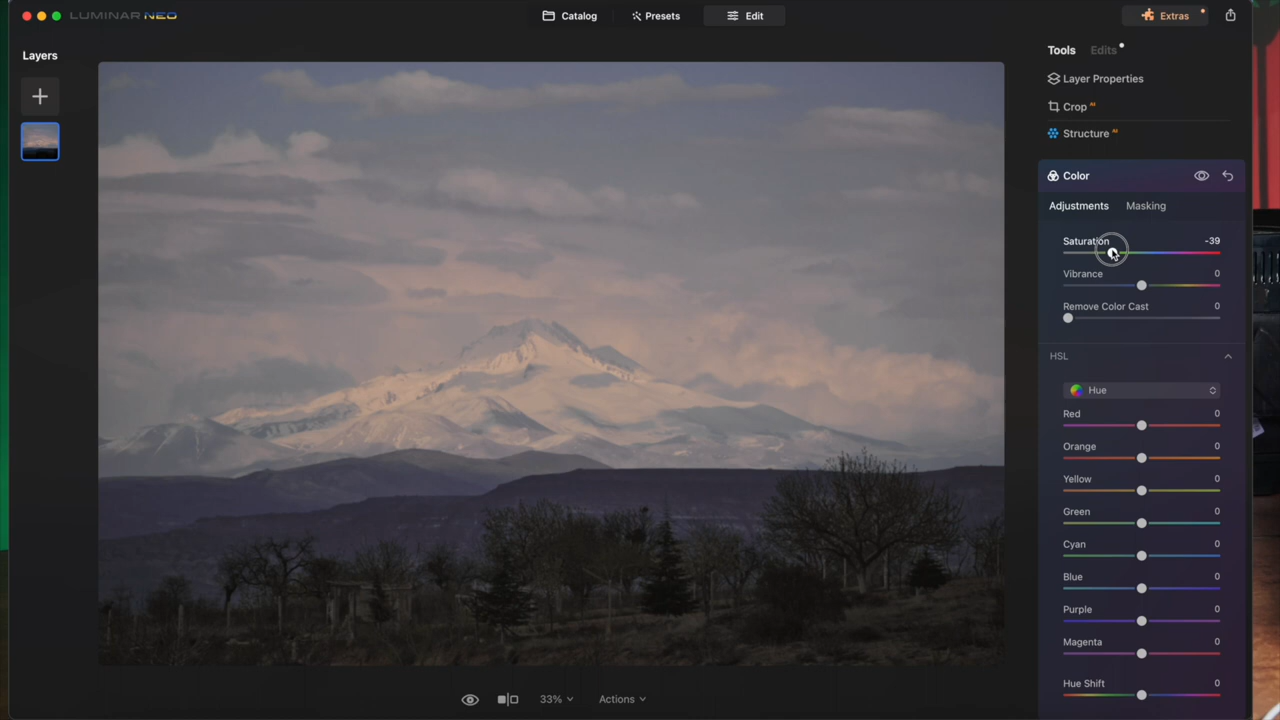 LUMINAR NEO
Catalog
Presets
Edit
Extras
Layers
Tools
Edits
Layer Properties
Crop AI
Structure AI
Color
Adjustments
Masking
Saturation -39
Vibrance 0
Remove Color Cast 0
HSL
Hue
Red 0
Orange 0
Yellow 0
Green 0
Cyan 0
Blue 0
Purple 0
Magenta 0
Hue Shift 0
33%
Actions